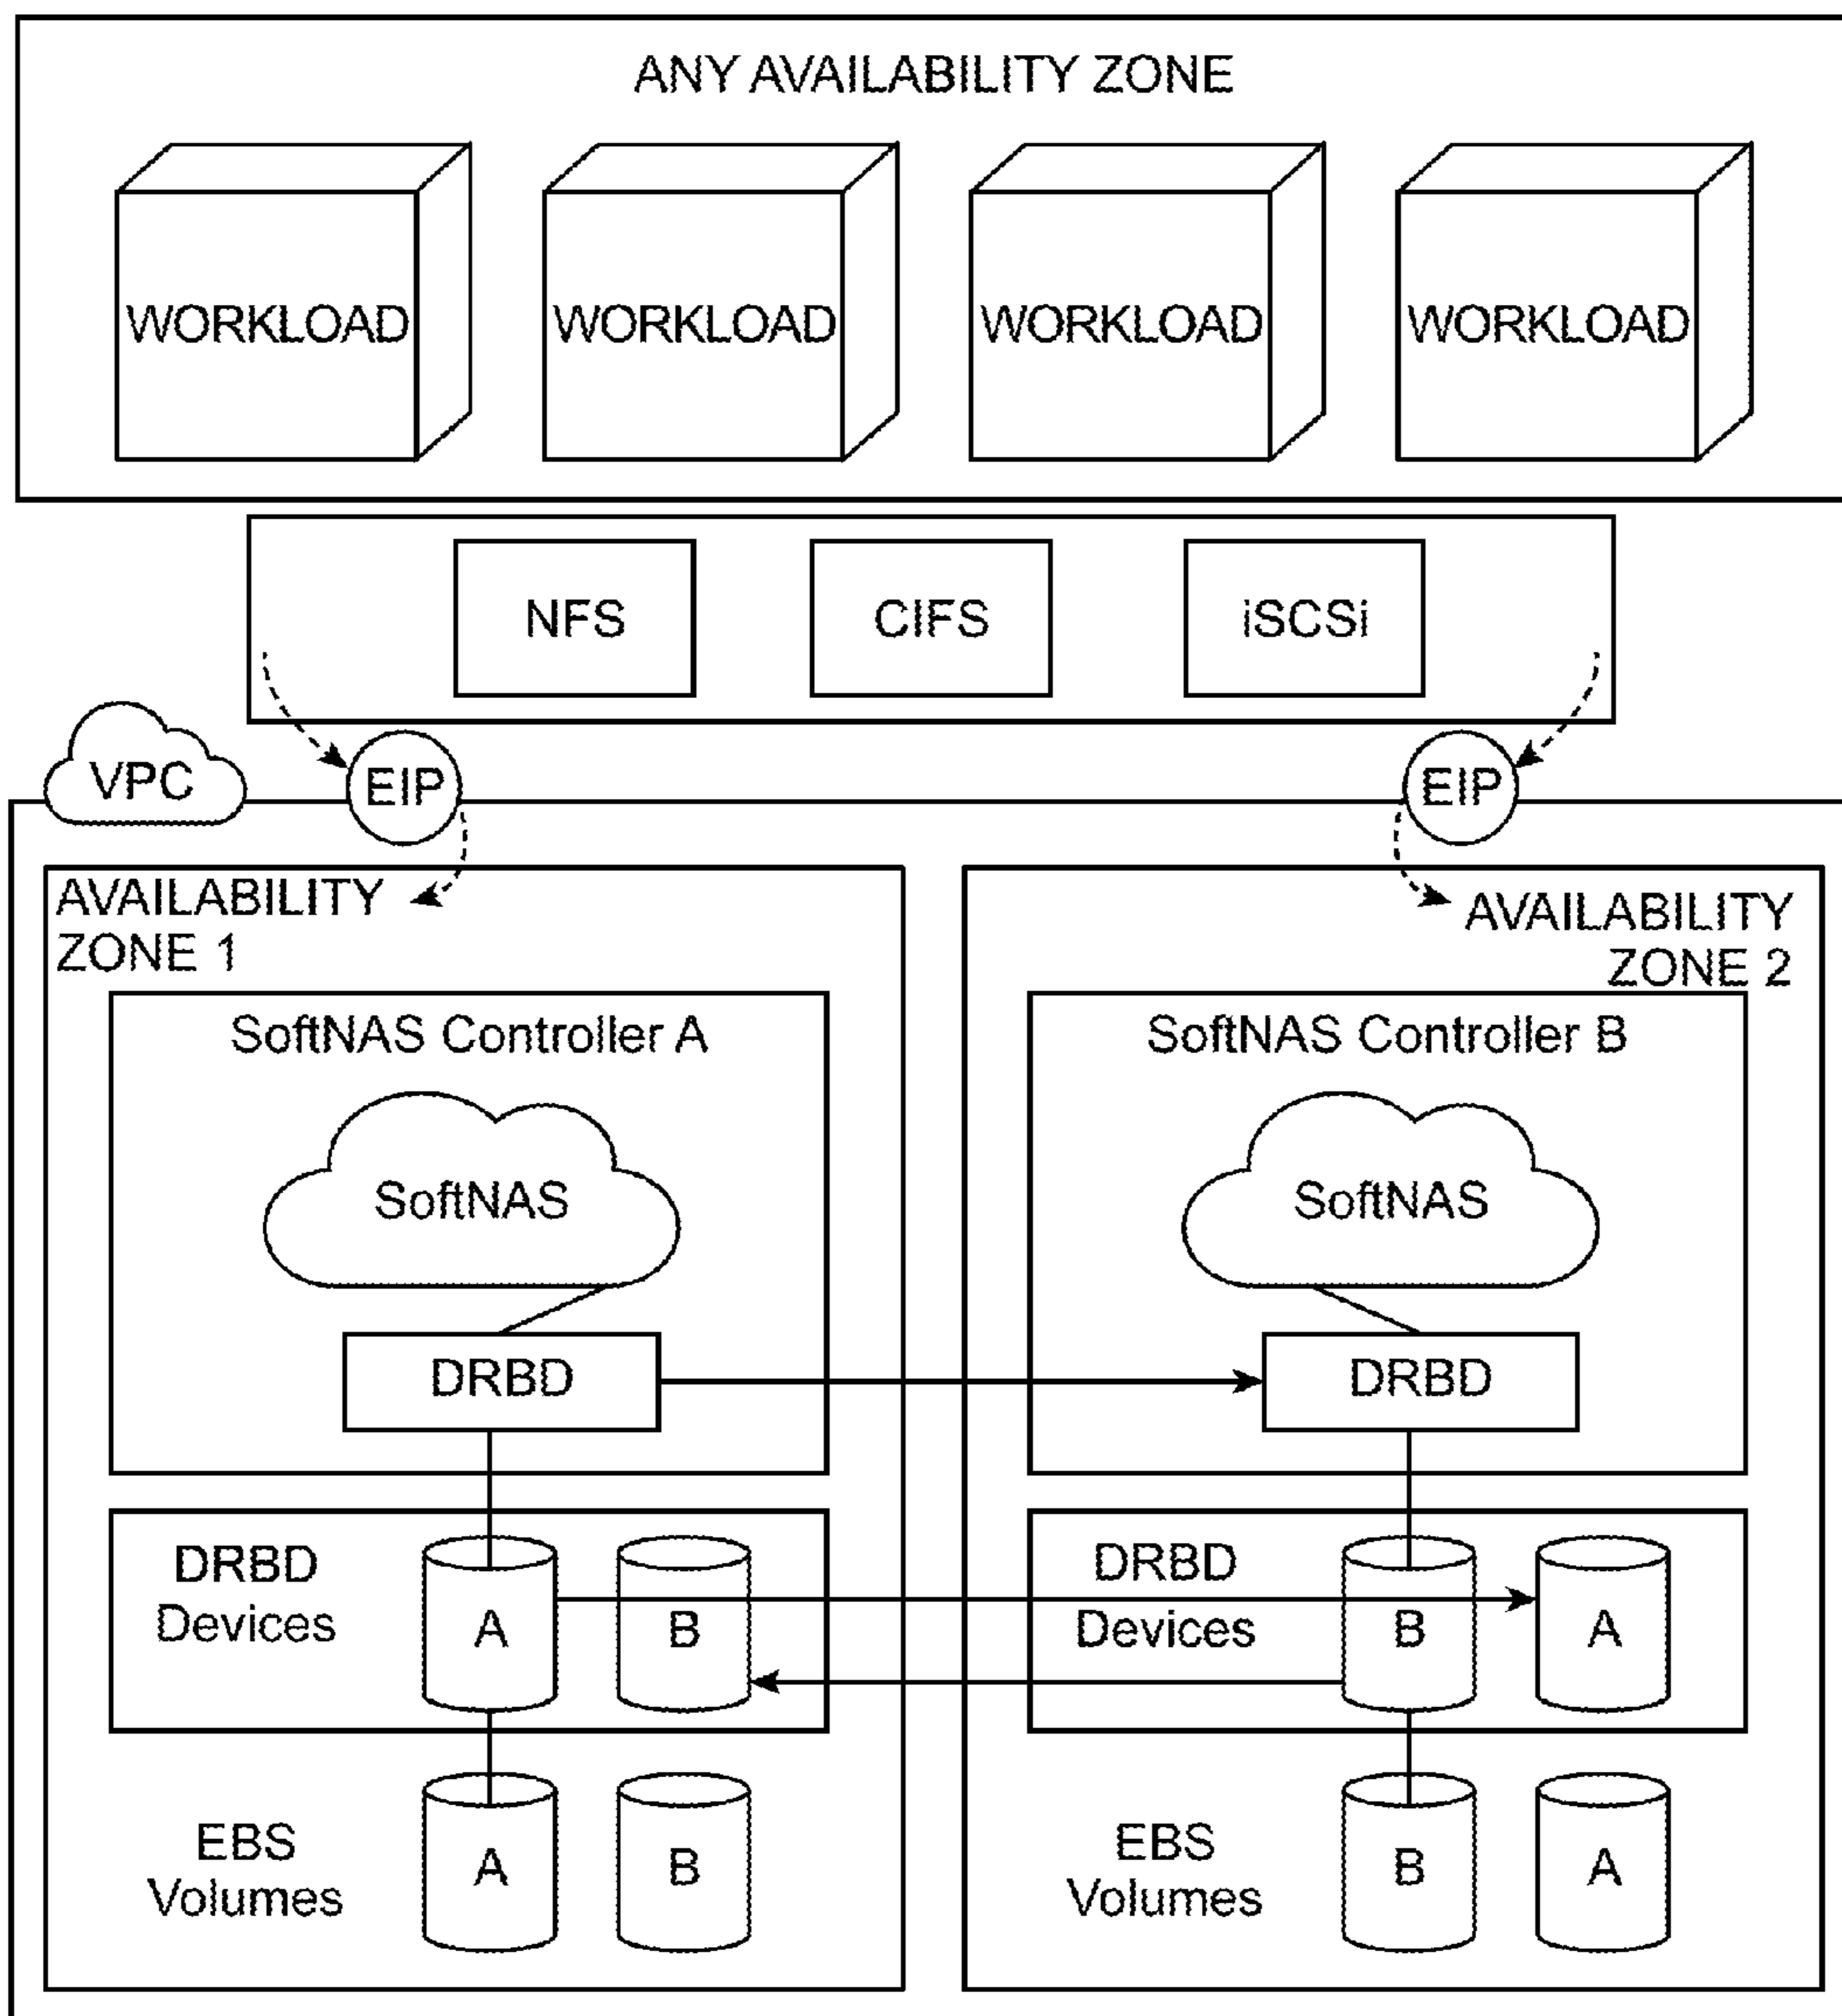 ANY AVAILABILITY ZONE
WORKLOAD
WORKLOAD
WORKLOAD
WORKLOAD
NFS
CIFS
iSCSi
VPC
EIP
EIP
AVAILABILITY
ZONE 1
SoftNAS Controller A
SoftNAS
DRBD
DRBD
Devices
A
B
EBS
Volumes
A
B
AVAILABILITY
ZONE 2
SoftNAS Controller B
SoftNAS
DRBD
DRBD
Devices
B
A
EBS
Volumes
B
A